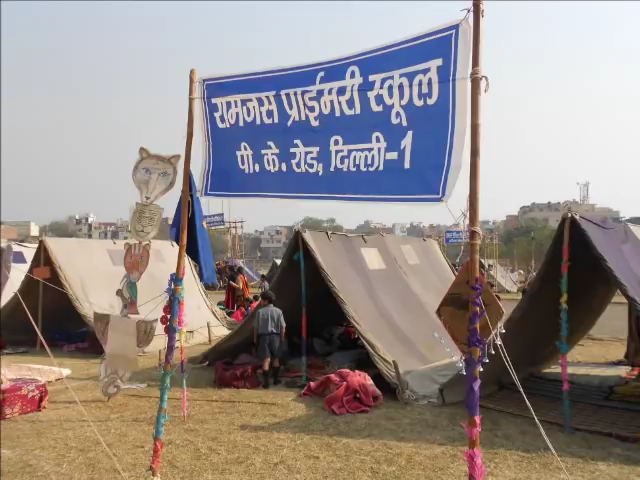 रामजस प्राईमरी स्कूल
पी. के. रोड, दिल्ली-1